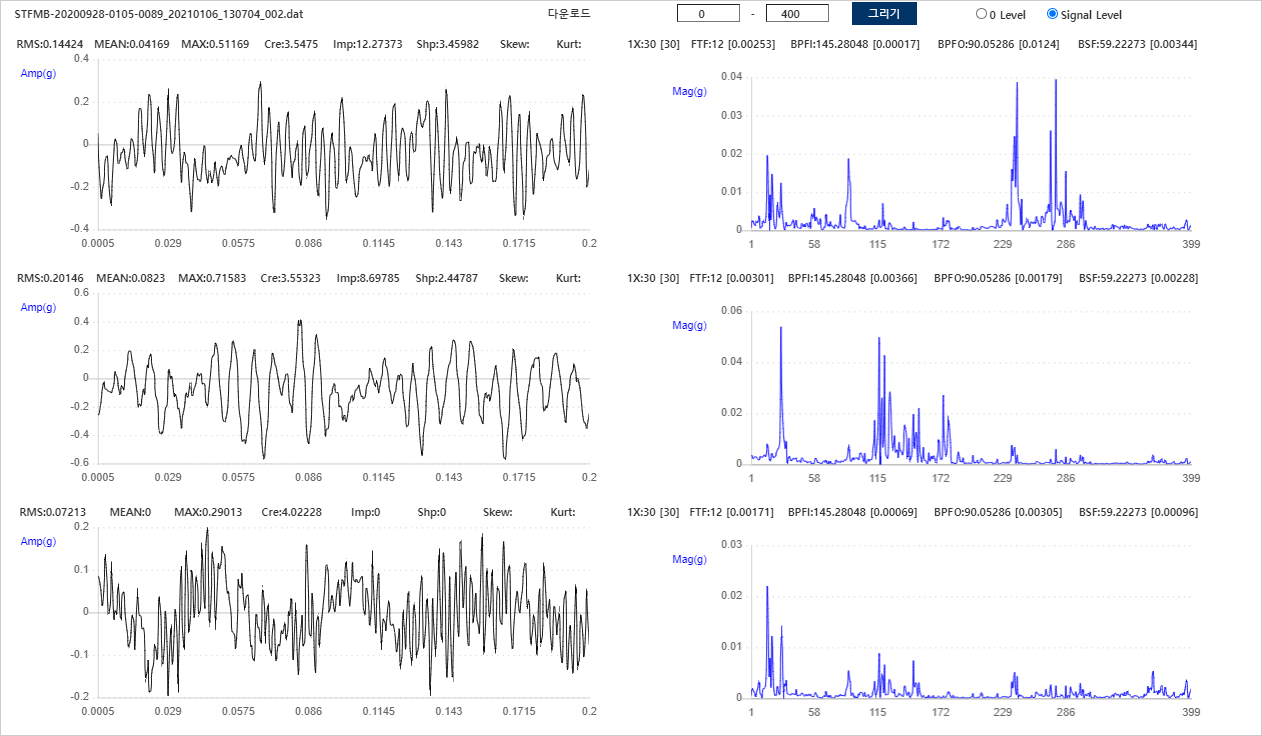 STFMB-20200928-0105-0089_20210106_130704_002.dat 다운로드 0 - 400 그리기 0 Level Signal Level
RMS:0.14424 MEAN:0.04169 MAX:0.51169 Cre:3.5475 Imp:12.27373 Shp:3.45982 Skew: Kurt: 1X:30 [30] FTF:12 [0.00253] BPFI:145.28048 [0.00017] BPFO:90.05286 [0.0124] BSF:59.22273 [0.00344]
Amp(g) 0.4 0.2 0 -0.2 -0.4
0.0005 0.029 0.0575 0.086 0.1145 0.143 0.1715 0.2
Mag(g) 0.04 0.03 0.02 0.01 0
1 58 115 172 229 286 399
RMS:0.20146 MEAN:0.0823 MAX:0.71583 Cre:3.55323 Imp:8.69785 Shp:2.44787 Skew: Kurt: 1X:30 [30] FTF:12 [0.00301] BPFI:145.28048 [0.00366] BPFO:90.05286 [0.00179] BSF:59.22273 [0.00228]
Amp(g) 0.6 0.4 0.2 0 -0.2 -0.4 -0.6
0.0005 0.029 0.0575 0.086 0.1145 0.143 0.1715 0.2
Mag(g) 0.06 0.04 0.02 0
1 58 115 172 229 286 399
RMS:0.07213 MEAN:0 MAX:0.29013 Cre:4.02228 Imp:0 Shp:0 Skew: Kurt: 1X:30 [30] FTF:12 [0.00171] BPFI:145.28048 [0.00069] BPFO:90.05286 [0.00305] BSF:59.22273 [0.00096]
Amp(g) 0.2 0.1 0 -0.1 -0.2
0.0005 0.029 0.0575 0.086 0.1145 0.143 0.1715 0.2
Mag(g) 0.03 0.02 0.01 0
1 58 115 172 229 286 399